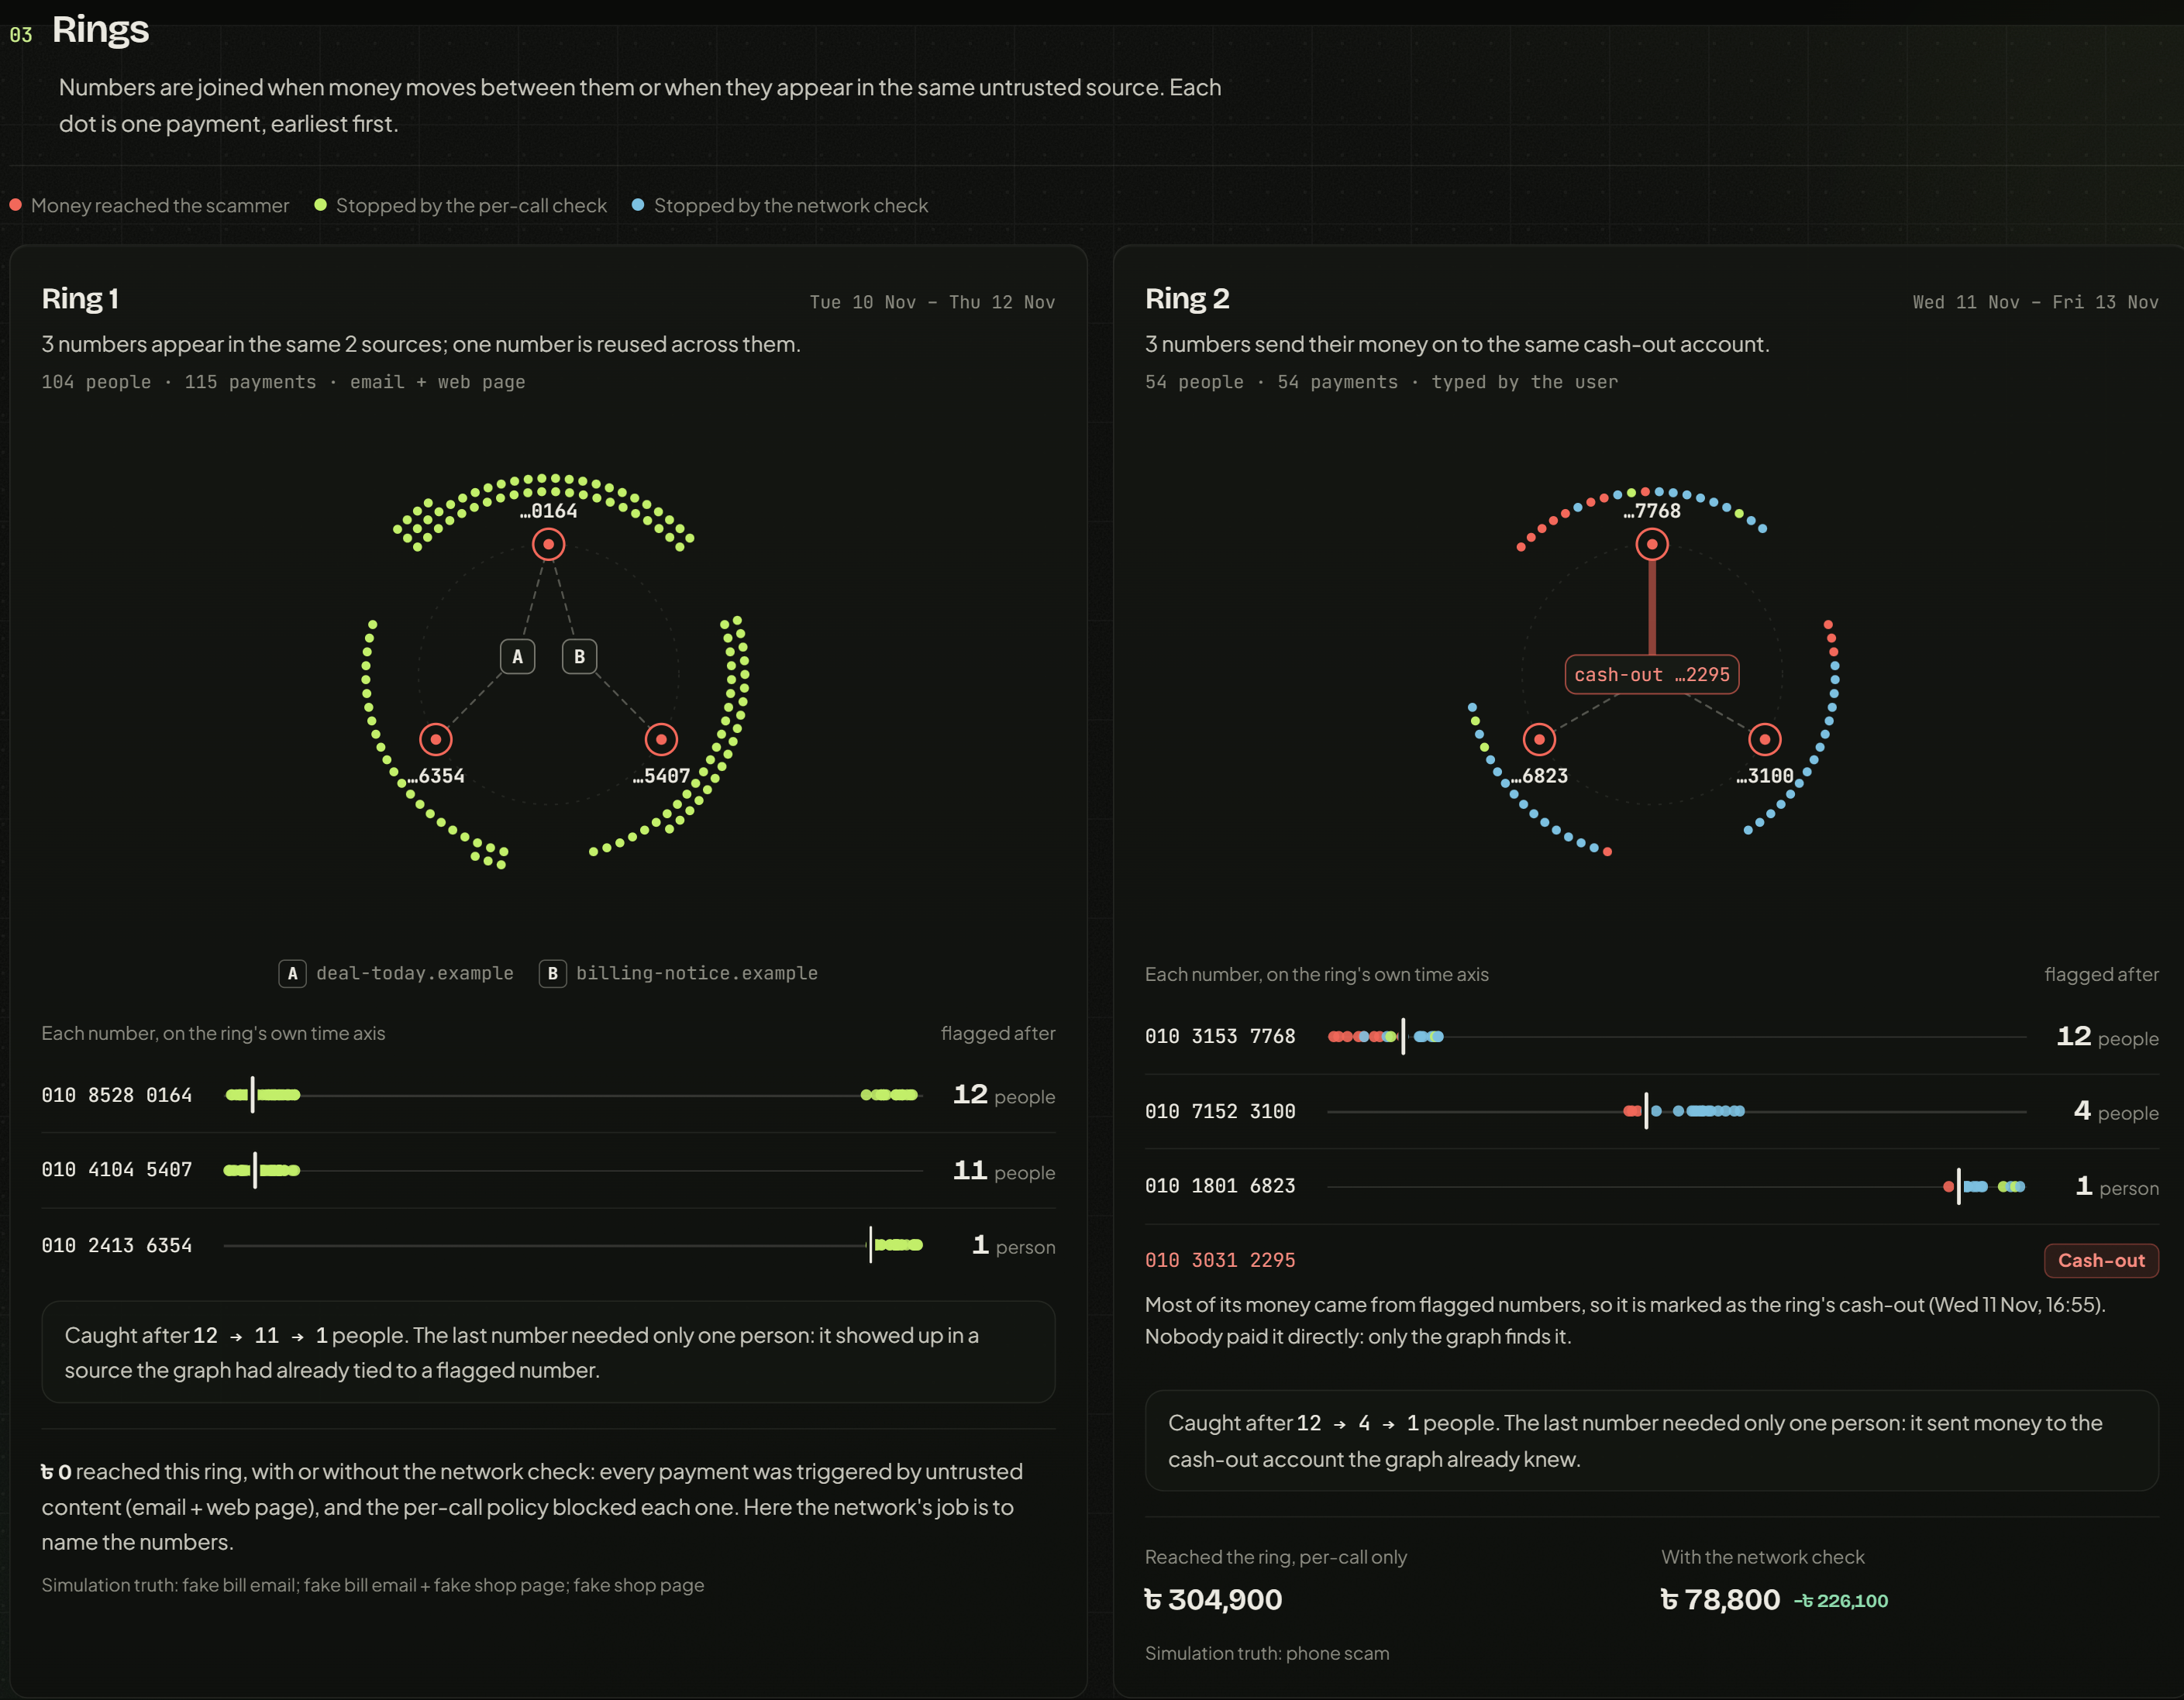 03 Rings
Numbers are joined when money moves between them or when they appear in the same untrusted source. Each
dot is one payment, earliest first.
Money reached the scammer Stopped by the per-call check Stopped by the network check
Ring 1 Tue 10 Nov – Thu 12 Nov
3 numbers appear in the same 2 sources; one number is reused across them.
104 people · 115 payments · email + web page
…0164
A B
…6354 …5407
A deal-today.example B billing-notice.example
Each number, on the ring's own time axis flagged after
010 8528 0164 12 people
010 4104 5407 11 people
010 2413 6354 1 person
Caught after 12 → 11 → 1 people. The last number needed only one person: it showed up in a
source the graph had already tied to a flagged number.
৳ 0 reached this ring, with or without the network check: every payment was triggered by untrusted
content (email + web page), and the per-call policy blocked each one. Here the network's job is to
name the numbers.
Simulation truth: fake bill email; fake bill email + fake shop page; fake shop page
Ring 2 Wed 11 Nov – Fri 13 Nov
3 numbers send their money on to the same cash-out account.
54 people · 54 payments · typed by the user
…7768
cash-out …2295
…6823 …3100
Each number, on the ring's own time axis flagged after
010 3153 7768 12 people
010 7152 3100 4 people
010 1801 6823 1 person
010 3031 2295 Cash-out
Most of its money came from flagged numbers, so it is marked as the ring's cash-out (Wed 11 Nov, 16:55).
Nobody paid it directly: only the graph finds it.
Caught after 12 → 4 → 1 people. The last number needed only one person: it sent money to the
cash-out account the graph already knew.
Reached the ring, per-call only With the network check
৳ 304,900 ৳ 78,800 -৳ 226,100
Simulation truth: phone scam